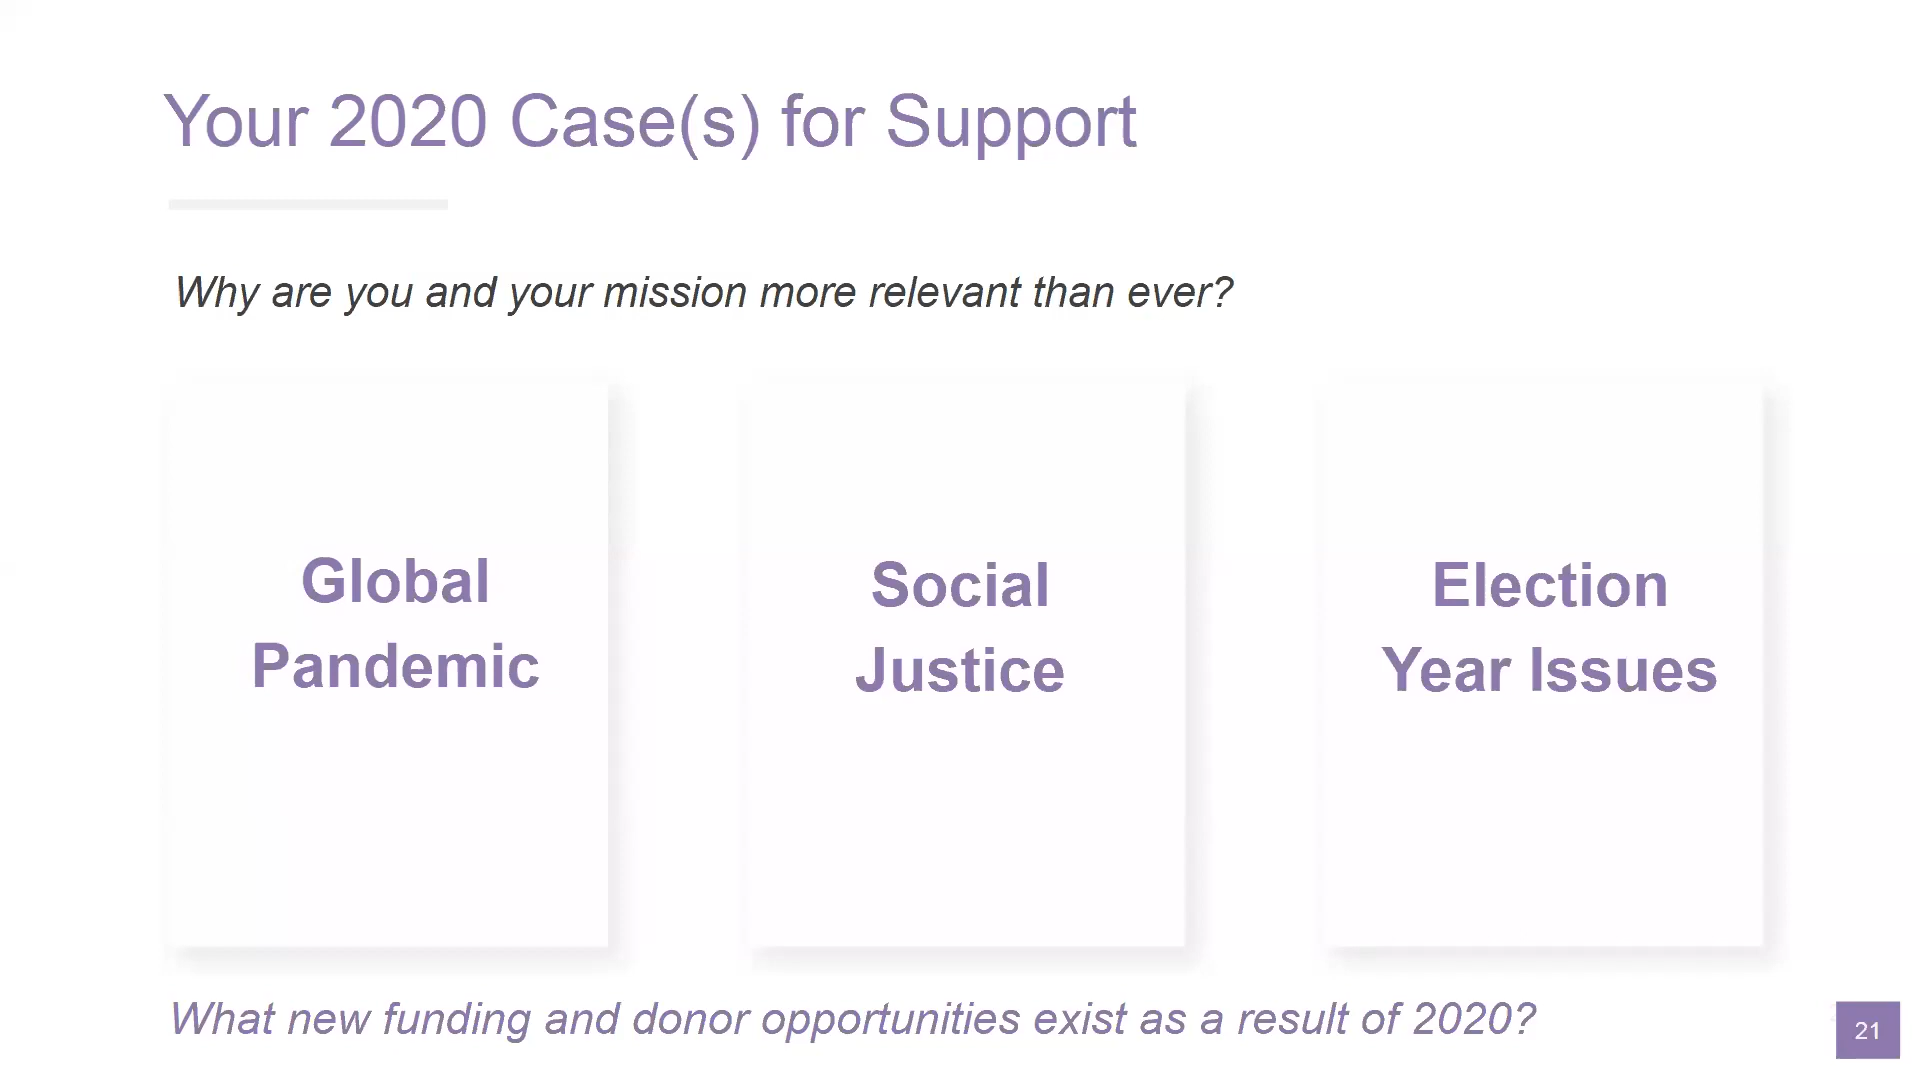 Your 2020 Case(s) for Support
Why are you and your mission more relevant than ever?
Global
Pandemic
Social
Justice
Election
Year Issues
What new funding and donor opportunities exist as a result of 2020?
21